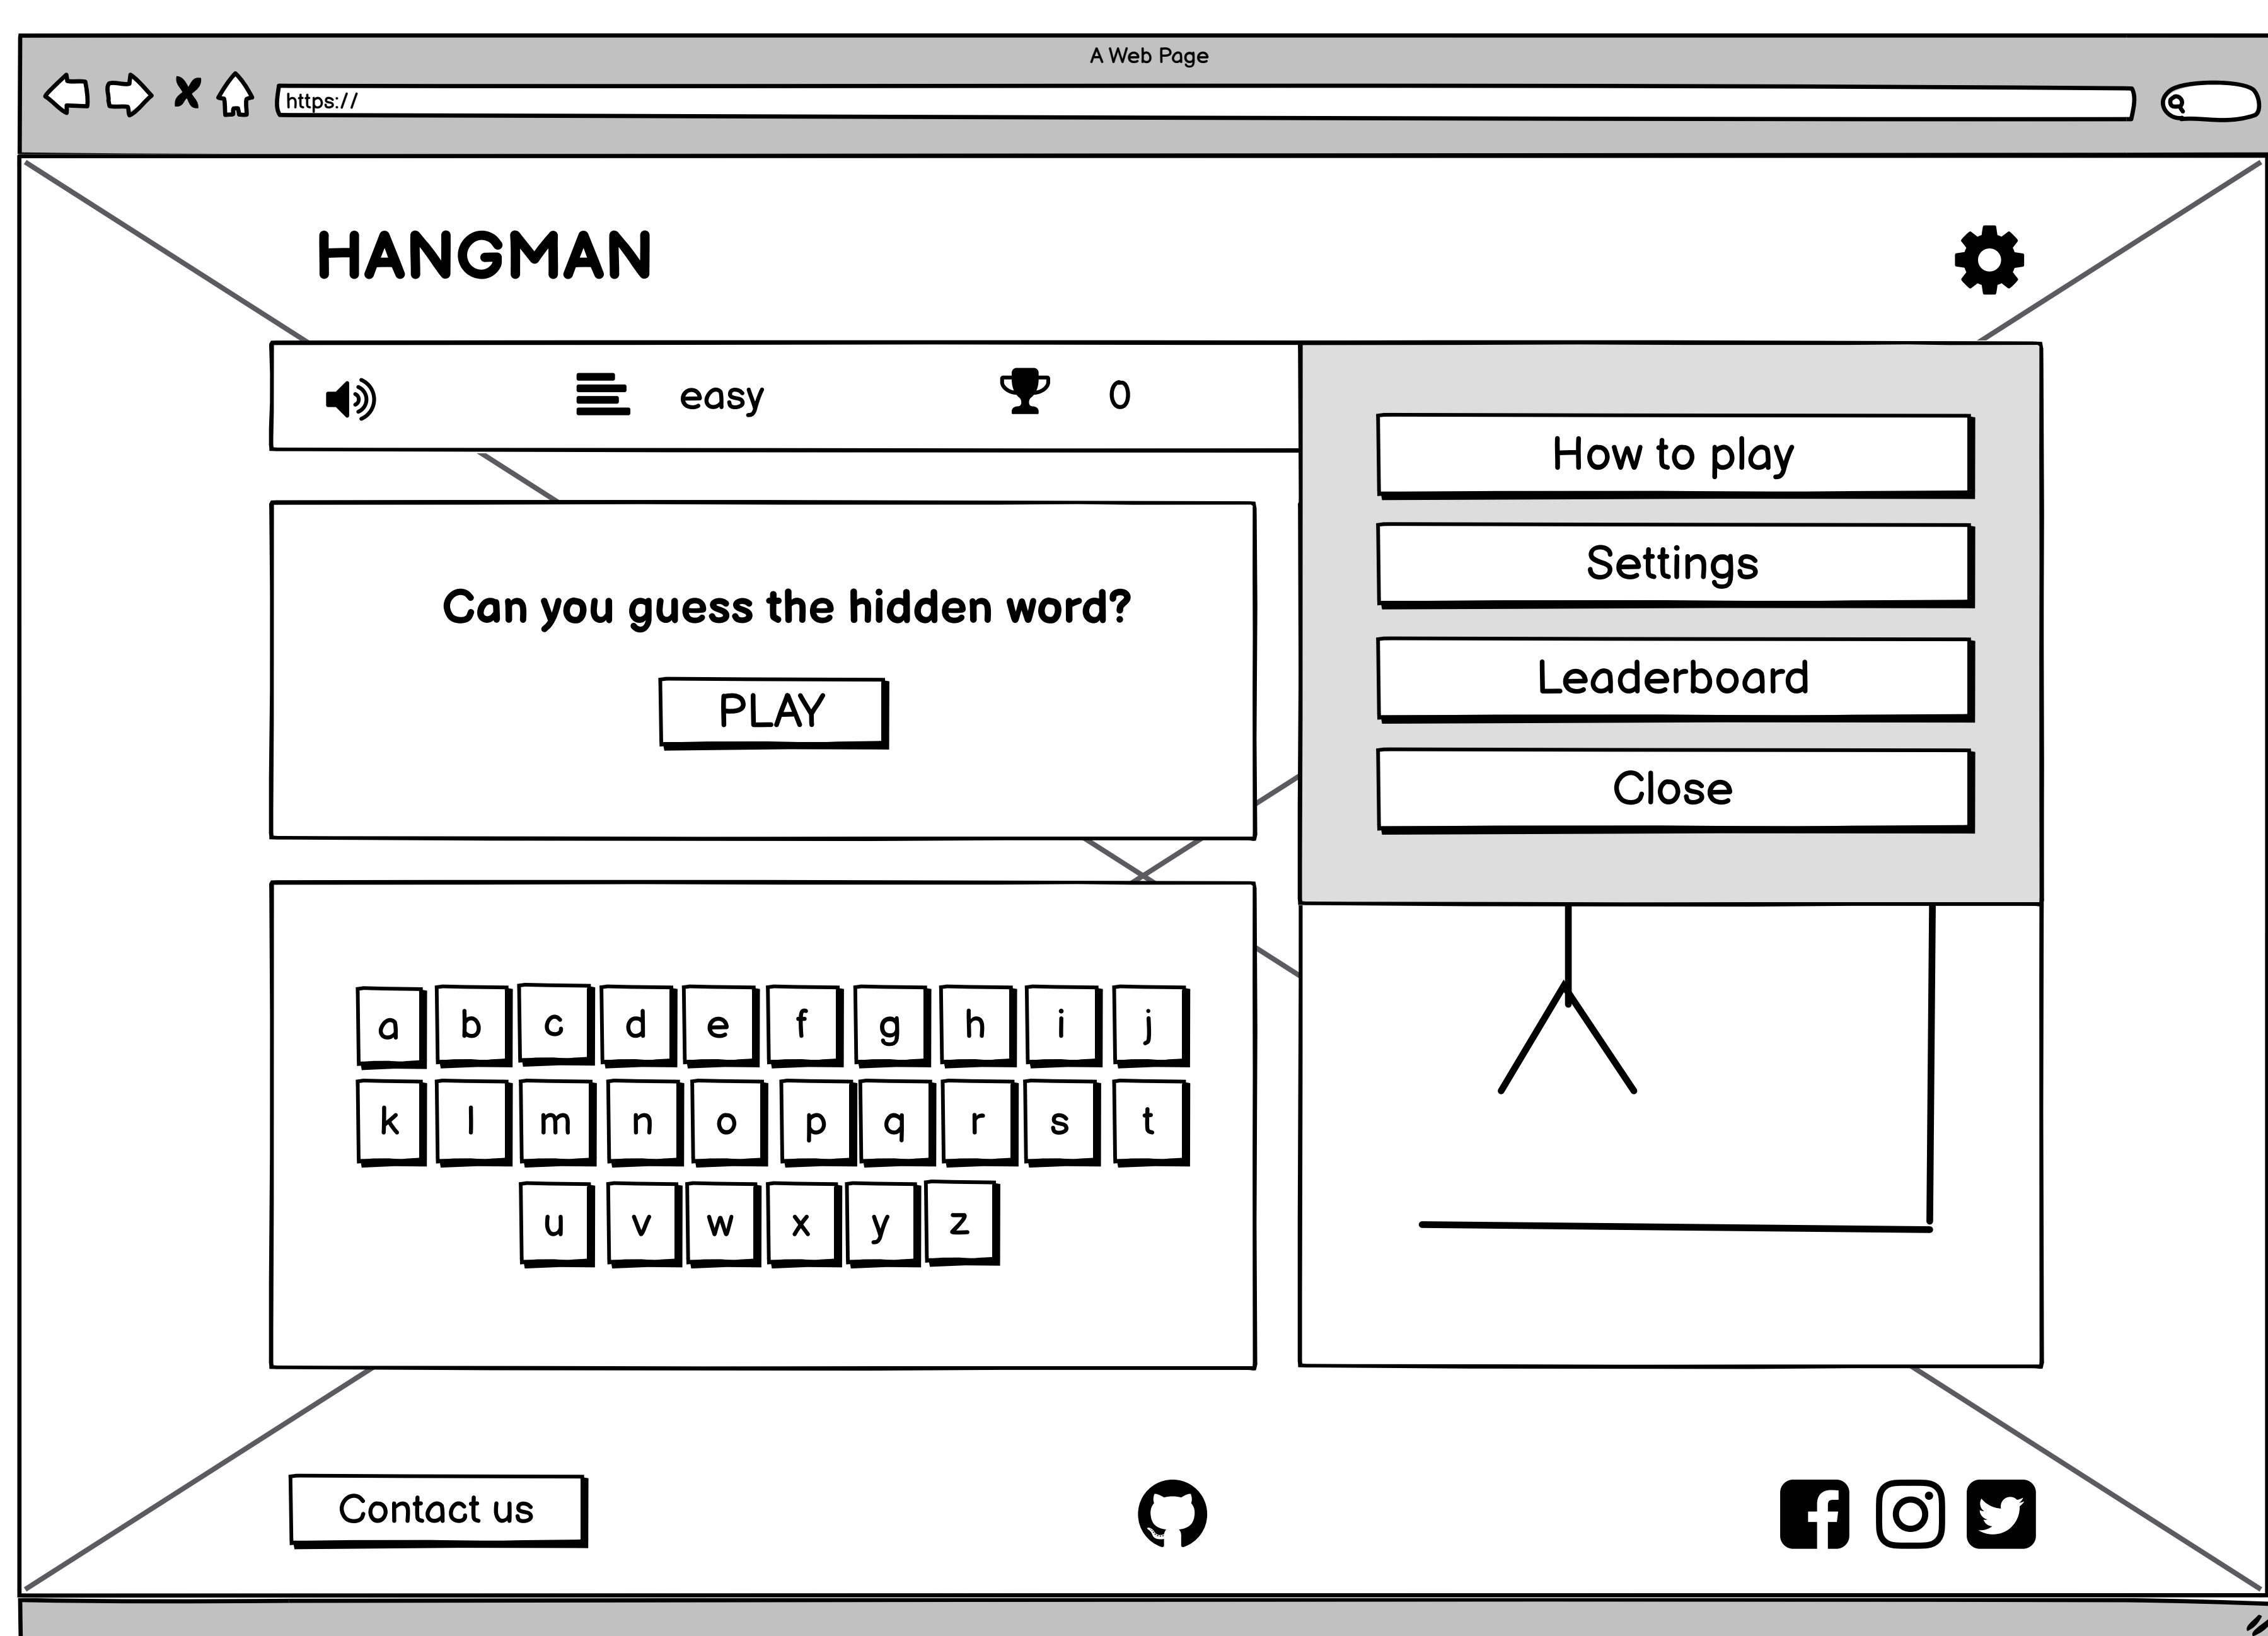 A Web Page
https://
HANGMAN
easy 0
How to play
Settings
Leaderboard
Close
Can you guess the hidden word?
PLAY
a b c d e f g h i j
k l m n o p q r s t
u v w x y z
Contact us